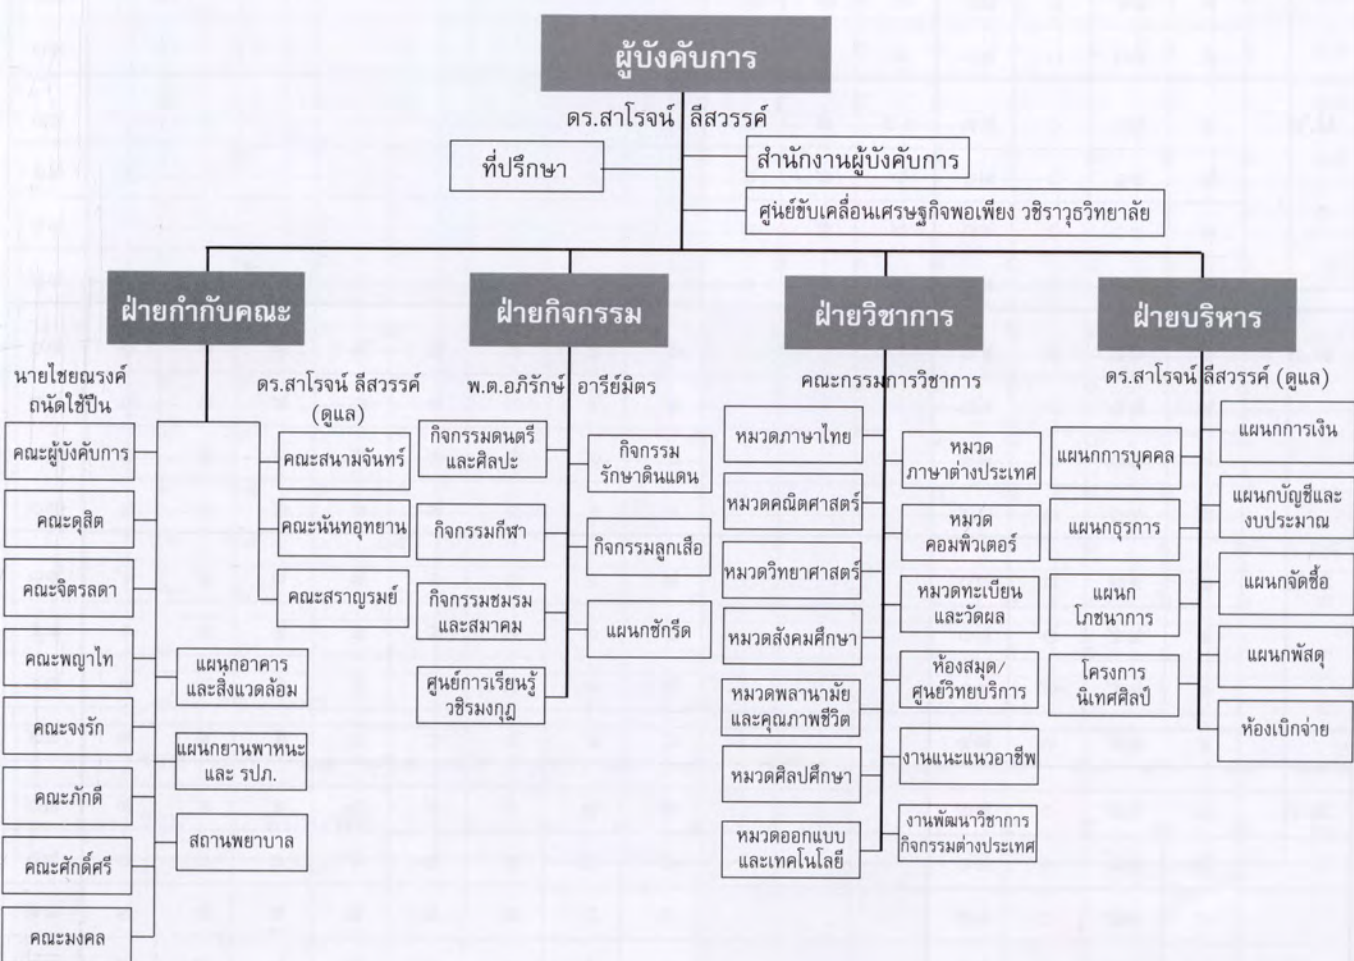 ผู้บังคับการ
ดร.สาโรจน์ ลีสวรรค์
ที่ปรึกษา
สำนักงานผู้บังคับการ
ศูนย์ขับเคลื่อนเศรษฐกิจพอเพียง วชิราวุธวิทยาลัย
ฝ่ายกำกับคณะ
นายไชยณรงค์
ถนัดใช้ปืน
คณะผู้บังคับการ
คณะดุสิต
คณะจิตรลดา
คณะพญาไท
คณะจงรัก
คณะภักดี
คณะศักดิ์ศรี
คณะมงคล
ดร.สาโรจน์ ลีสวรรค์
(ดูแล)
คณะสนามจันทร์
คณะนันทอุทยาน
คณะสราญรมย์
แผนกอาคาร
และสิ่งแวดล้อม
แผนกยานพาหนะ
และ รปภ.
สถานพยาบาล
ฝ่ายกิจกรรม
พ.ต.อภิรักษ์ อารีย์มิตร
กิจกรรมดนตรี
และศิลปะ
กิจกรรมกีฬา
กิจกรรมชมรม
และสมาคม
ศูนย์การเรียนรู้
วชิรมงกุฎ
กิจกรรม
รักษาดินแดน
กิจกรรมลูกเสือ
แผนกซักรีด
ฝ่ายวิชาการ
คณะกรรมการวิชาการ
หมวดภาษาไทย
หมวดคณิตศาสตร์
หมวดวิทยาศาสตร์
หมวดสังคมศึกษา
หมวดพลานามัย
และคุณภาพชีวิต
หมวดศิลปศึกษา
หมวดออกแบบ
และเทคโนโลยี
หมวด
ภาษาต่างประเทศ
หมวด
คอมพิวเตอร์
หมวดทะเบียน
และวัดผล
ห้องสมุด/
ศูนย์วิทยบริการ
งานแนะแนวอาชีพ
งานพัฒนาวิชาการ
กิจกรรมต่างประเทศ
ฝ่ายบริหาร
ดร.สาโรจน์ ลีสวรรค์ (ดูแล)
แผนกการบุคคล
แผนกธุรการ
แผนก
โภชนาการ
โครงการ
นิเทศศิลป์
แผนกการเงิน
แผนกบัญชีและ
งบประมาณ
แผนกจัดซื้อ
แผนกพัสดุ
ห้องเบิกจ่าย